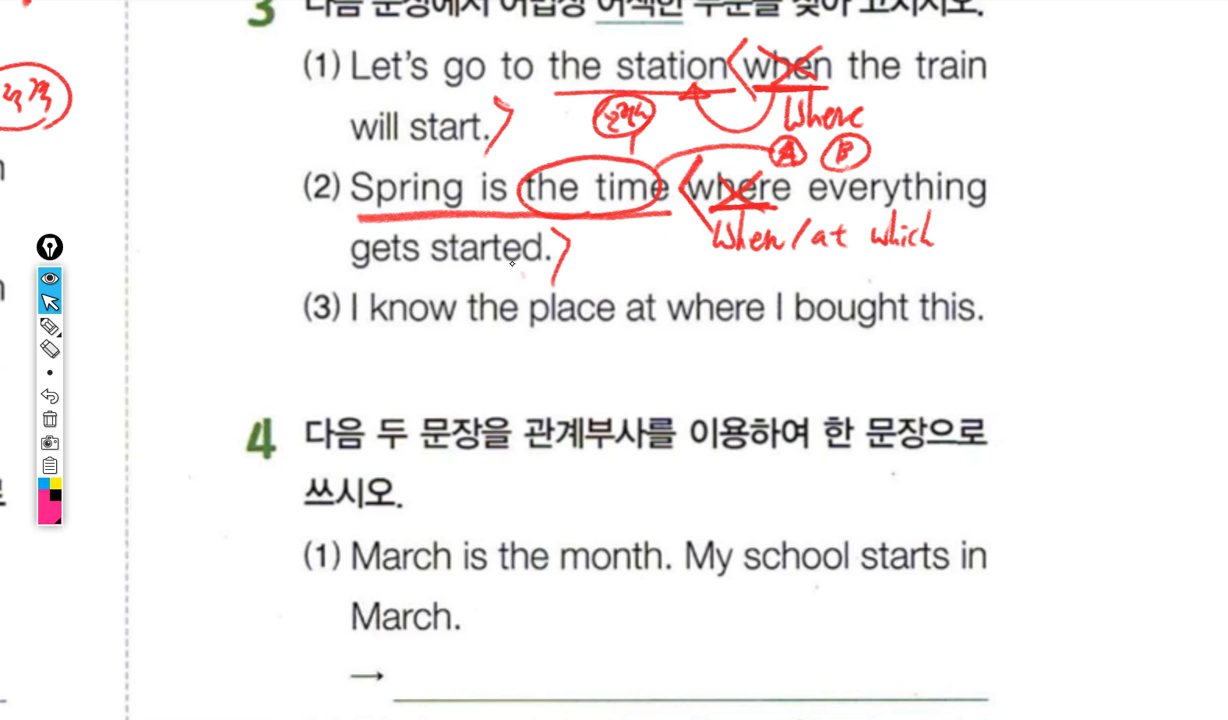 3 다음 문장에서 어법상 어색한 부분을 찾아 고치시오.
(1) Let's go to the station when the train
Where
will start.
A B
(2) Spring is the time where everything
When / at which
gets started.
(3) I know the place at where I bought this.
4 다음 두 문장을 관계부사를 이용하여 한 문장으로
쓰시오.
(1) March is the month. My school starts in
March.
→